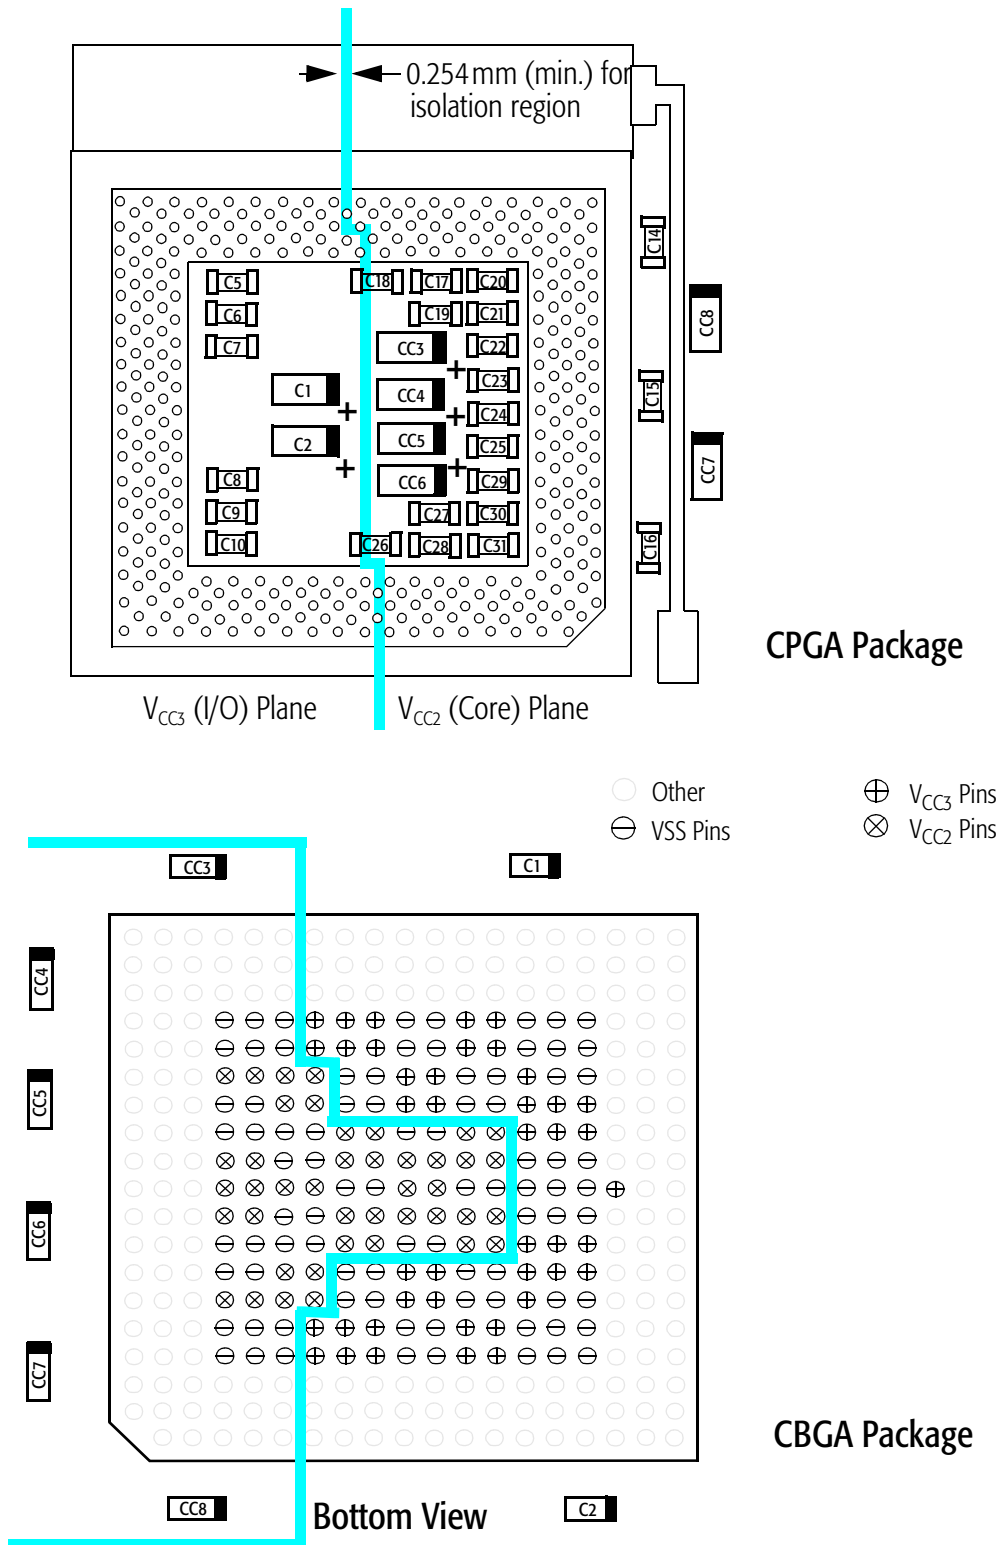 0.254 mm (min.) for
isolation region
C14
C5
C18
C17
C20
C6
C19
C21
CC8
C7
CC3
C22
C1
CC4
C23
C15
C24
C2
CC5
C25
CC7
C8
CC6
C29
C9
C27
C30
C10
C26
C28
C31
C16
CPGA Package
VCC3 (I/O) Plane
VCC2 (Core) Plane
Other
VCC3 Pins
VSS Pins
VCC2 Pins
CC3
C1
CC4
CC5
CC6
CC7
CBGA Package
CC8
Bottom View
C2